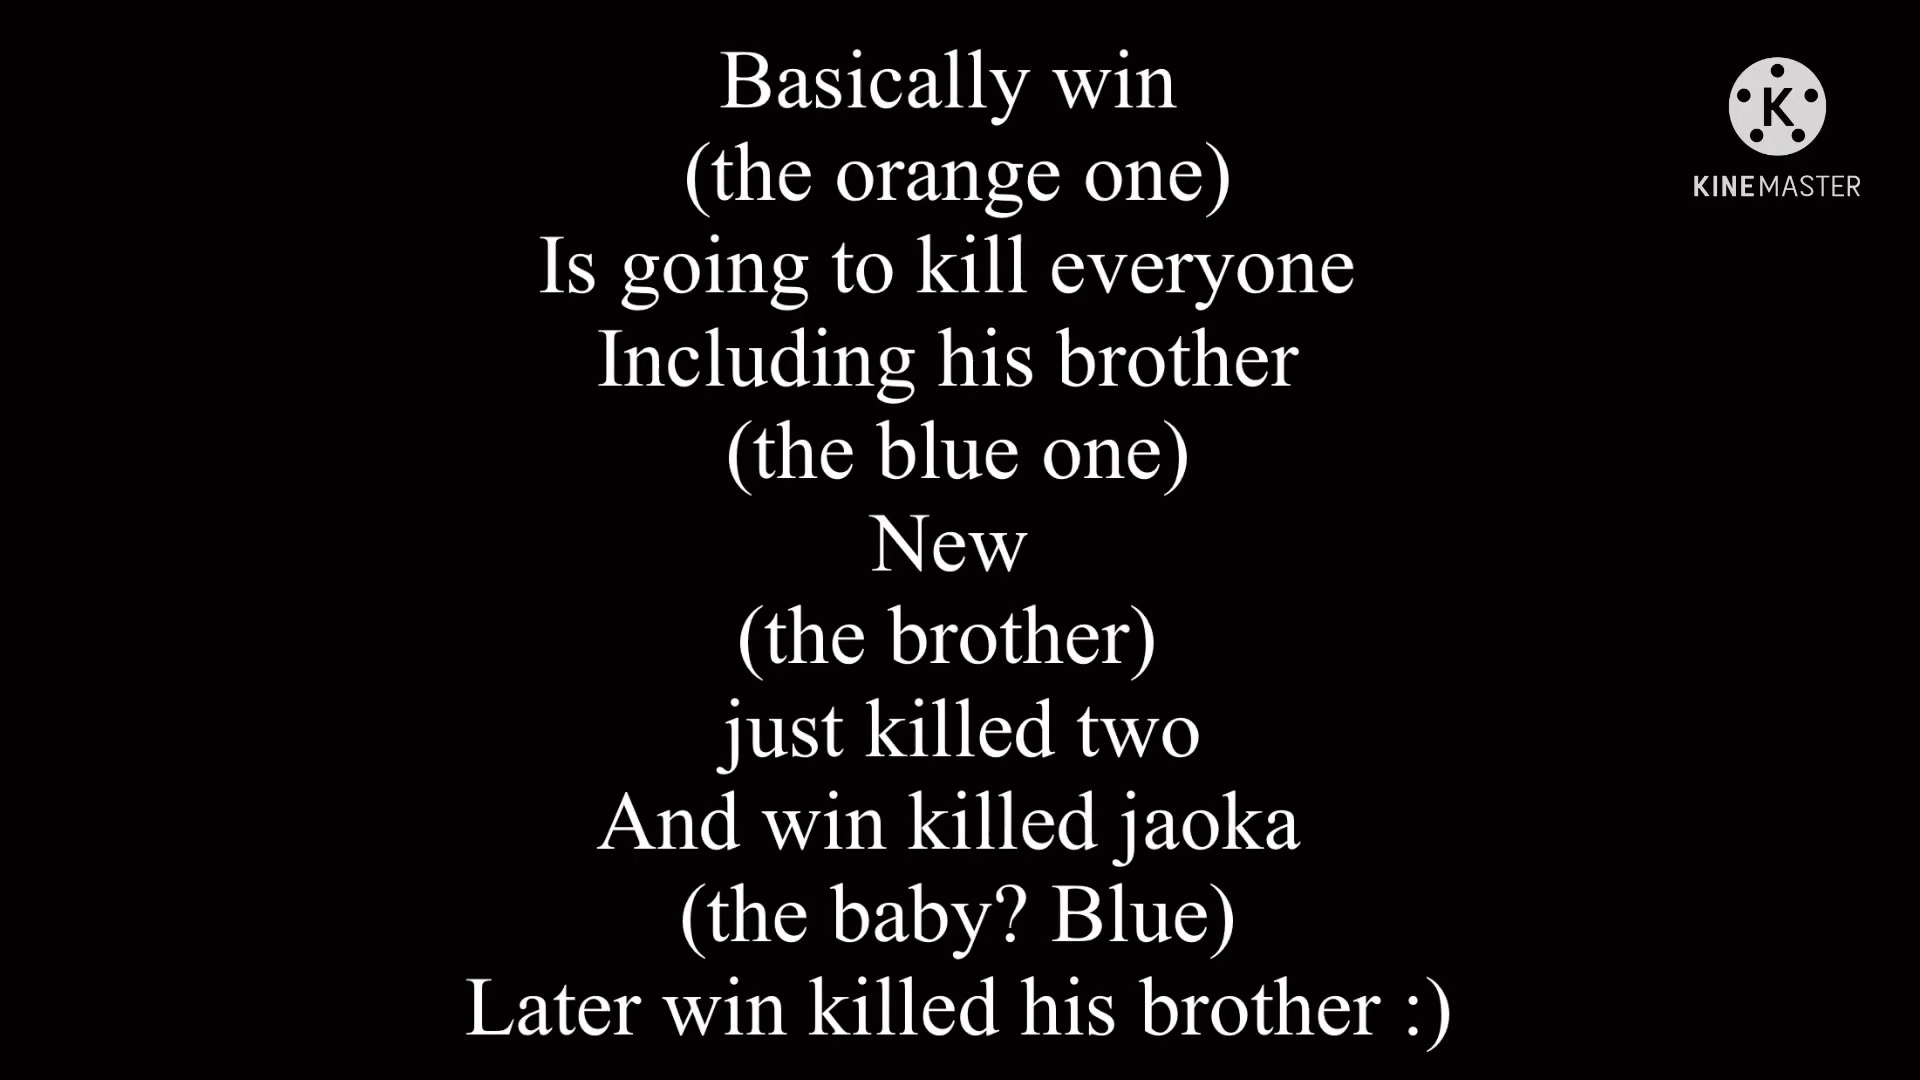 Basically win
(the orange one)
Is going to kill everyone
Including his brother
(the blue one)
New
(the brother)
just killed two
And win killed jaoka
(the baby? Blue)
Later win killed his brother :)
K
KINEMASTER